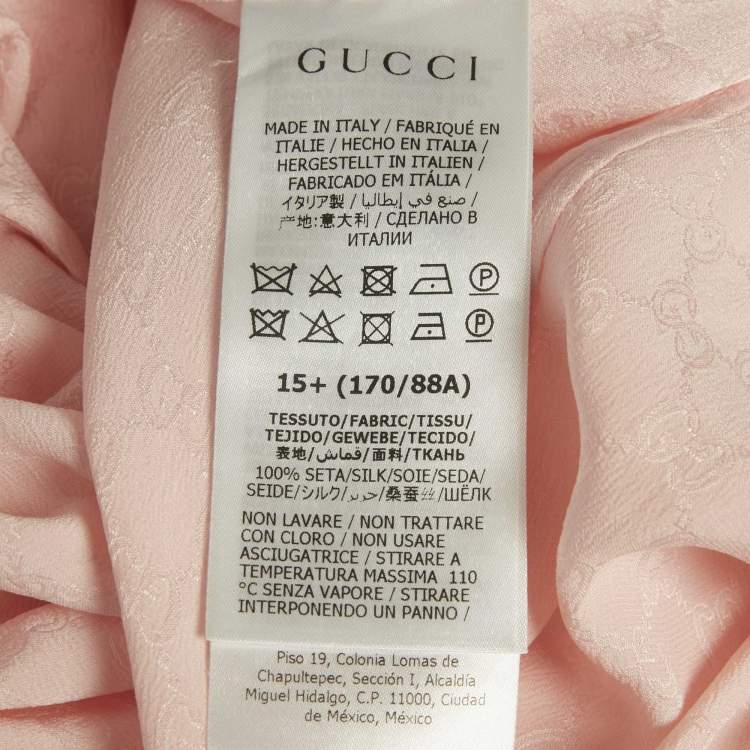 GUCCI
MADE IN ITALY / FABRIQUÉ EN
ITALIE / HECHO EN ITALIA /
HERGESTELLT IN ITALIEN /
FABRICADO EM ITÁLIA /
イタリア製 / صنع في إيطاليا /
产地:意大利 / СДЕЛАНО В
ИТАЛИИ
P
P
15+ (170/88A)
TESSUTO/FABRIC/TISSU/
TEJIDO/GEWEBE/TECIDO/
表地/قماش/面料/ТКАНЬ
100% SETA/SILK/SOIE/SEDA/
SEIDE/シルク/حرير/桑蚕丝/ШЁЛК
NON LAVARE / NON TRATTARE
CON CLORO / NON USARE
ASCIUGATRICE / STIRARE A
TEMPERATURA MASSIMA 110
°C SENZA VAPORE / STIRARE
INTERPONENDO UN PANNO /
Piso 19, Colonia Lomas de
Chapultepec, Sección I, Alcaldía
Miguel Hidalgo, C.P. 11000, Ciudad
de México, México